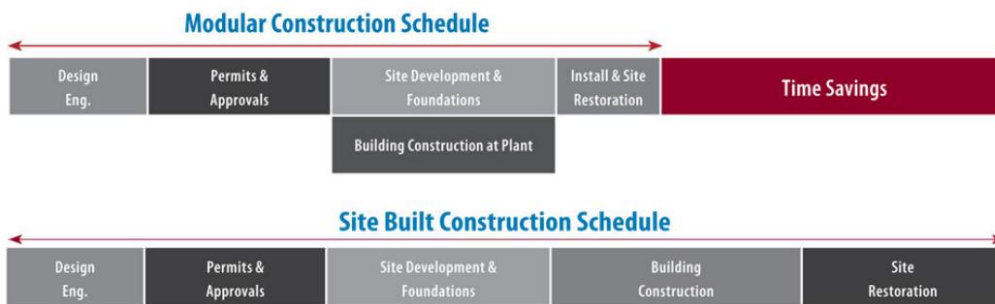 Modular Construction Schedule
Design
Eng.
Permits &
Approvals
Site Development &
Foundations
Install & Site
Restoration
Time Savings
Building Construction at Plant
Site Built Construction Schedule
Design
Eng.
Permits &
Approvals
Site Development &
Foundations
Building
Construction
Site
Restoration